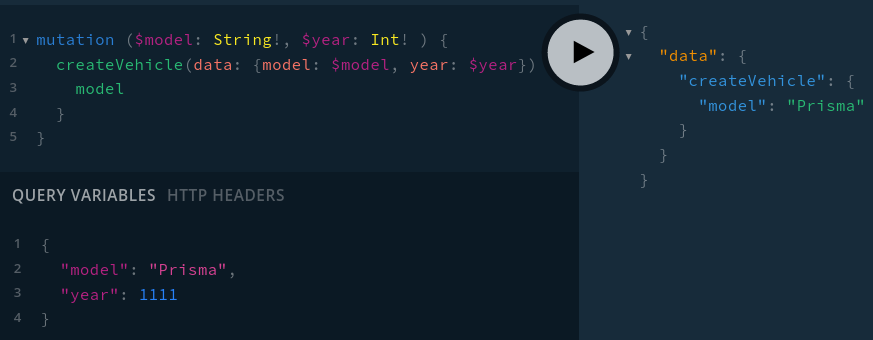 1 mutation ($model: String!, $year: Int! ) {
2 createVehicle(data: {model: $model, year: $year})
3 model
4 }
5 }
QUERY VARIABLES HTTP HEADERS
1 {
2 "model": "Prisma",
3 "year": 1111
4 }
{
"data": {
"createVehicle": {
"model": "Prisma"
}
}
}